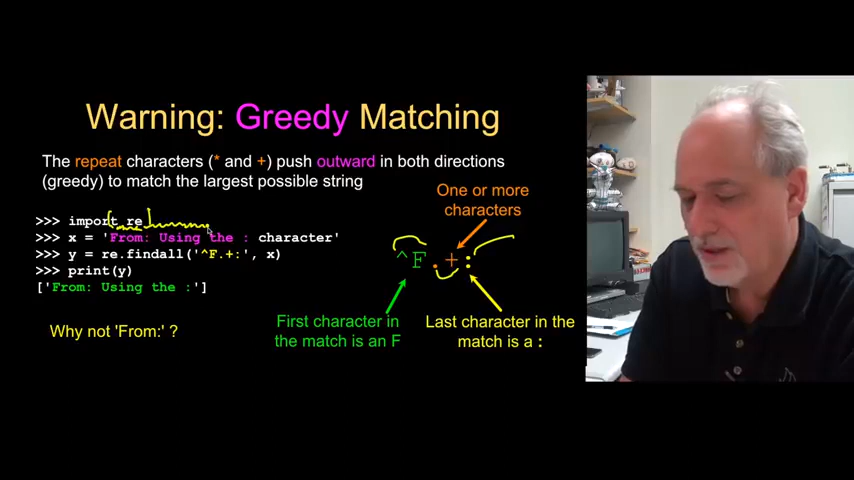 Warning: Greedy Matching
The repeat characters (* and +) push outward in both directions
(greedy) to match the largest possible string
One or more
characters
>>> import re
>>> x = 'From: Using the : character'
>>> y = re.findall('^F.+:', x)
>>> print(y)
['From: Using the :']
^F.+:
First character in
the match is an F
Last character in the
match is a :
Why not 'From:' ?